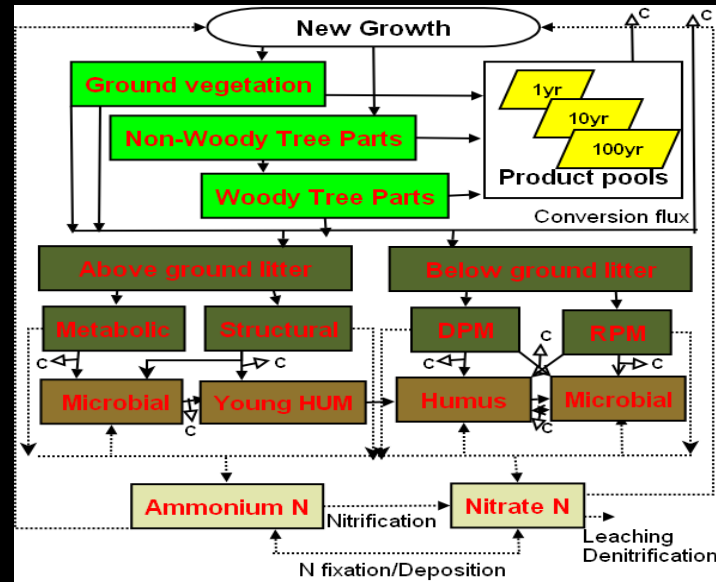 New Growth
C
C
Ground vegetation
1yr
10yr
100yr
Non-Woody Tree Parts
Product pools
Woody Tree Parts
Conversion flux
Above ground litter
Below ground litter
Metabolic
Structural
DPM
RPM
C
C
C
C
C
Microbial
Young HUM
Humus
Microbial
C
C
Ammonium N
Nitrate N
Nitrification
Leaching
Denitrification
N fixation/Deposition